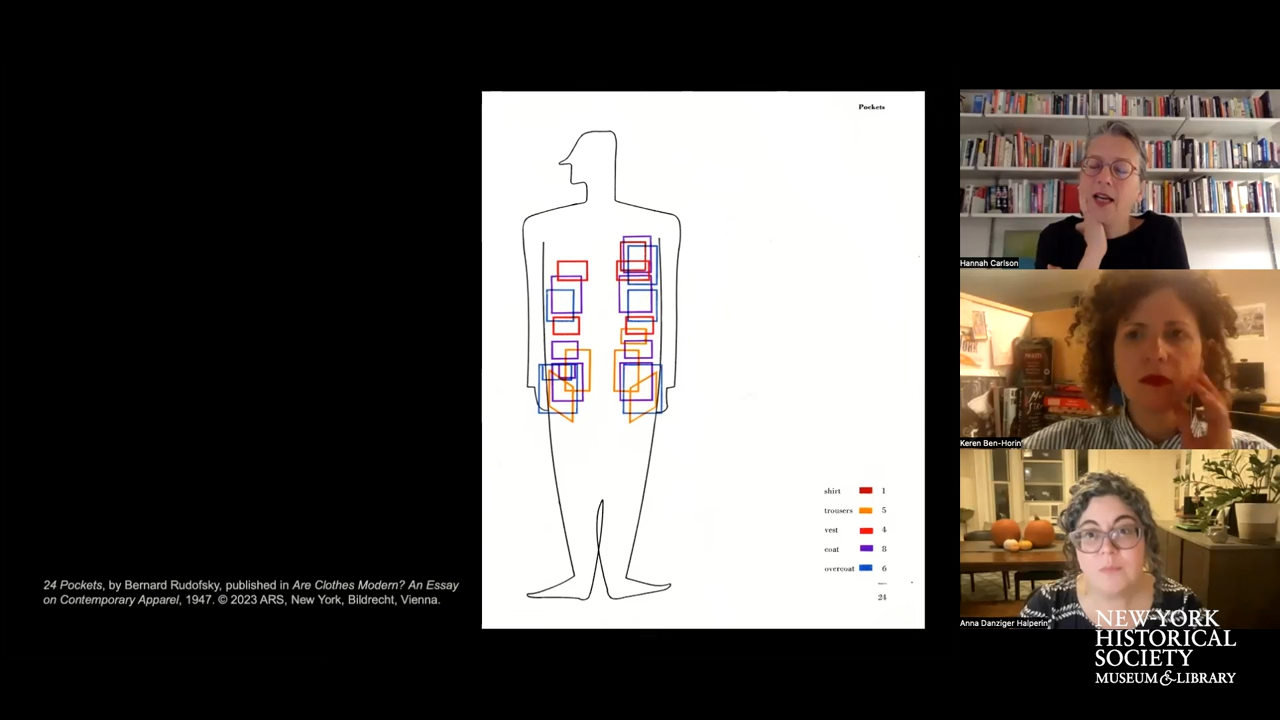 Pockets
shirt 1
trousers 5
vest 4
coat 8
overcoat 6
24
24 Pockets, by Bernard Rudofsky, published in Are Clothes Modern? An Essay
on Contemporary Apparel, 1947. © 2023 ARS, New York, Bildrecht, Vienna.
Hannah Carlson
Keren Ben-Horin
Anna Danziger Halperin
NEW-YORK
HISTORICAL
SOCIETY
MUSEUM & LIBRARY